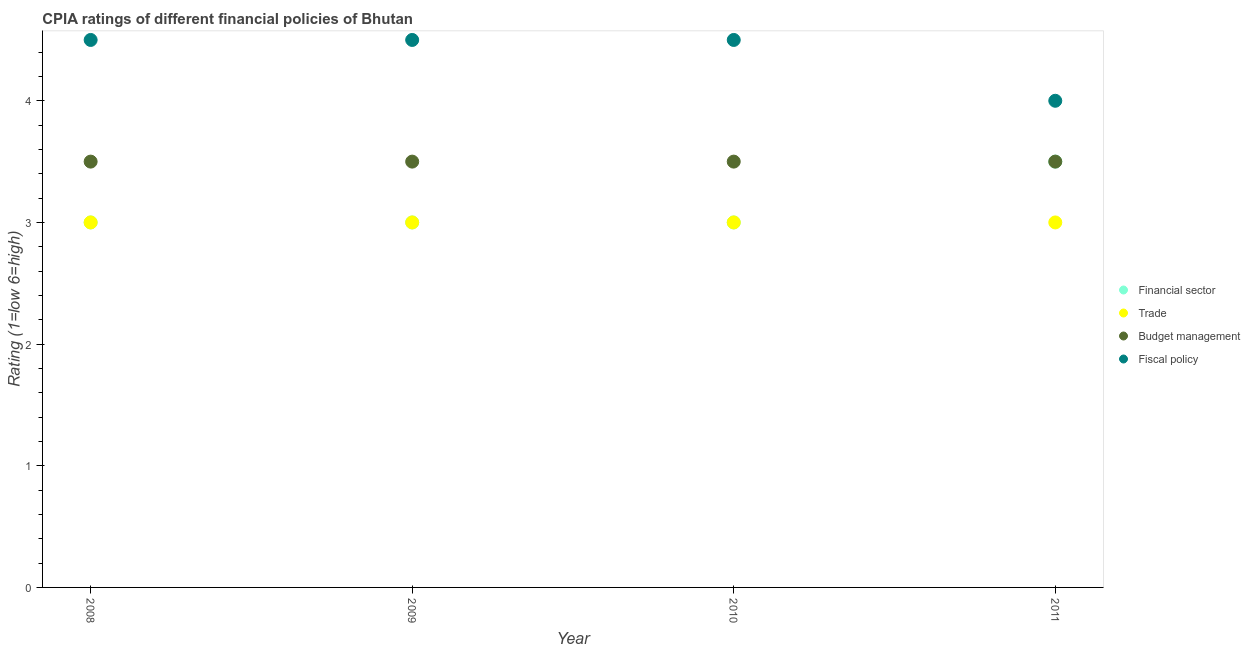 CPIA ratings of different financial policies of Bhutan
4
3
2
1
0
Rating (1=low 6=high)
2008
2009
2010
2011
Year
Financial sector
Trade
Budget management
Fiscal policy